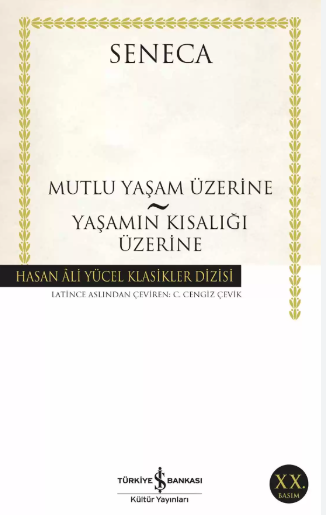 SENECA
MUTLU YAŞAM ÜZERİNE
~
YAŞAMIN KISALIĞI
ÜZERİNE
HASAN ÂLİ YÜCEL KLASİKLER DİZİSİ
LATİNCE ASLINDAN ÇEVİREN: C. CENGİZ ÇEVİK
TÜRKİYE İŞ BANKASI
Kültür Yayınları
XX.
BASIM